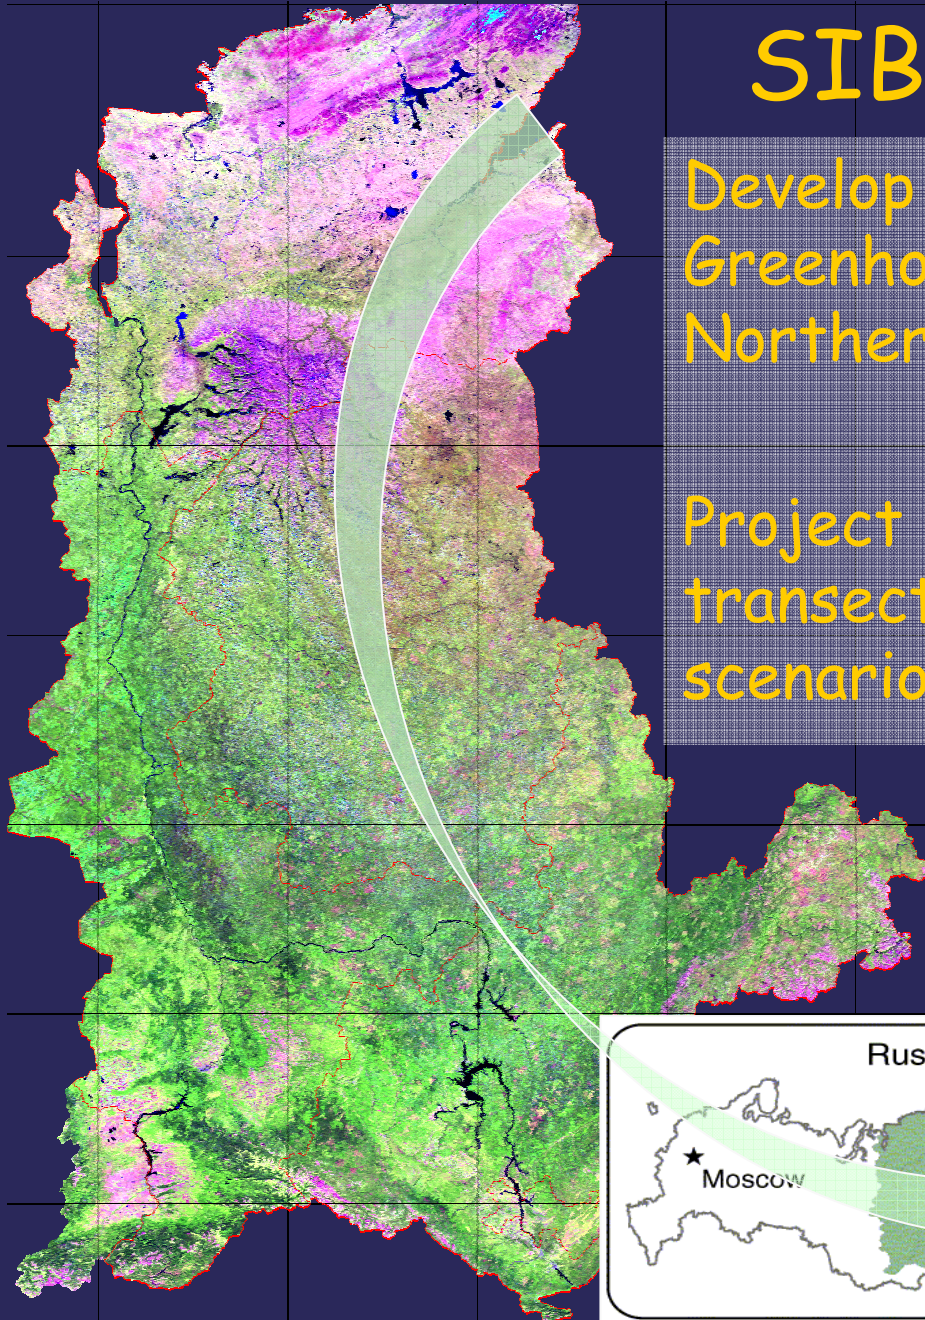 SIB
Develop
Greenho
Norther
Project
transect
scenario
Rus
Moscow